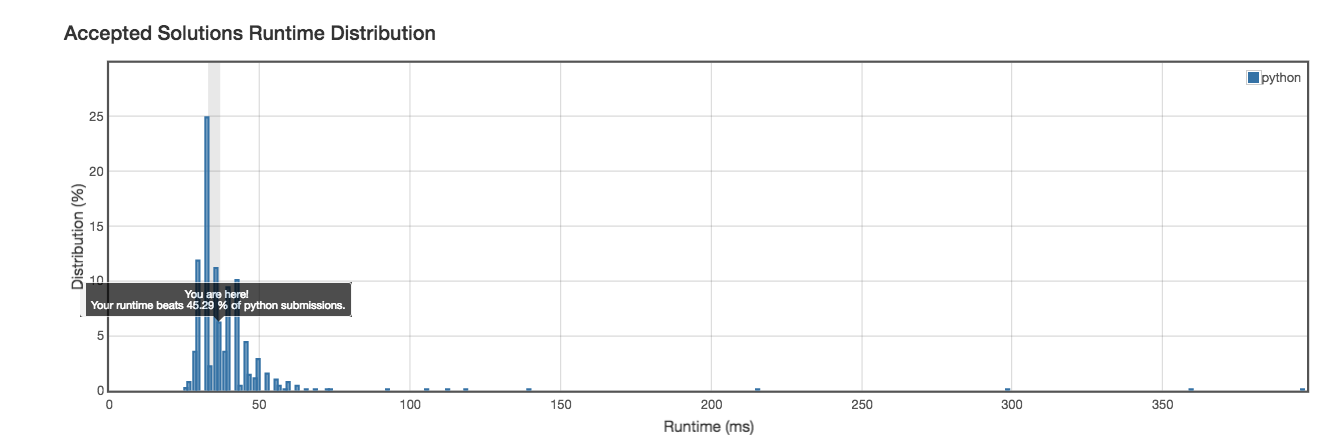 Accepted Solutions Runtime Distribution
python
Distribution (%)
25
20
15
10
5
0
You are here!
Your runtime beats 45.29 % of python submissions.
0 50 100 150 200 250 300 350
Runtime (ms)